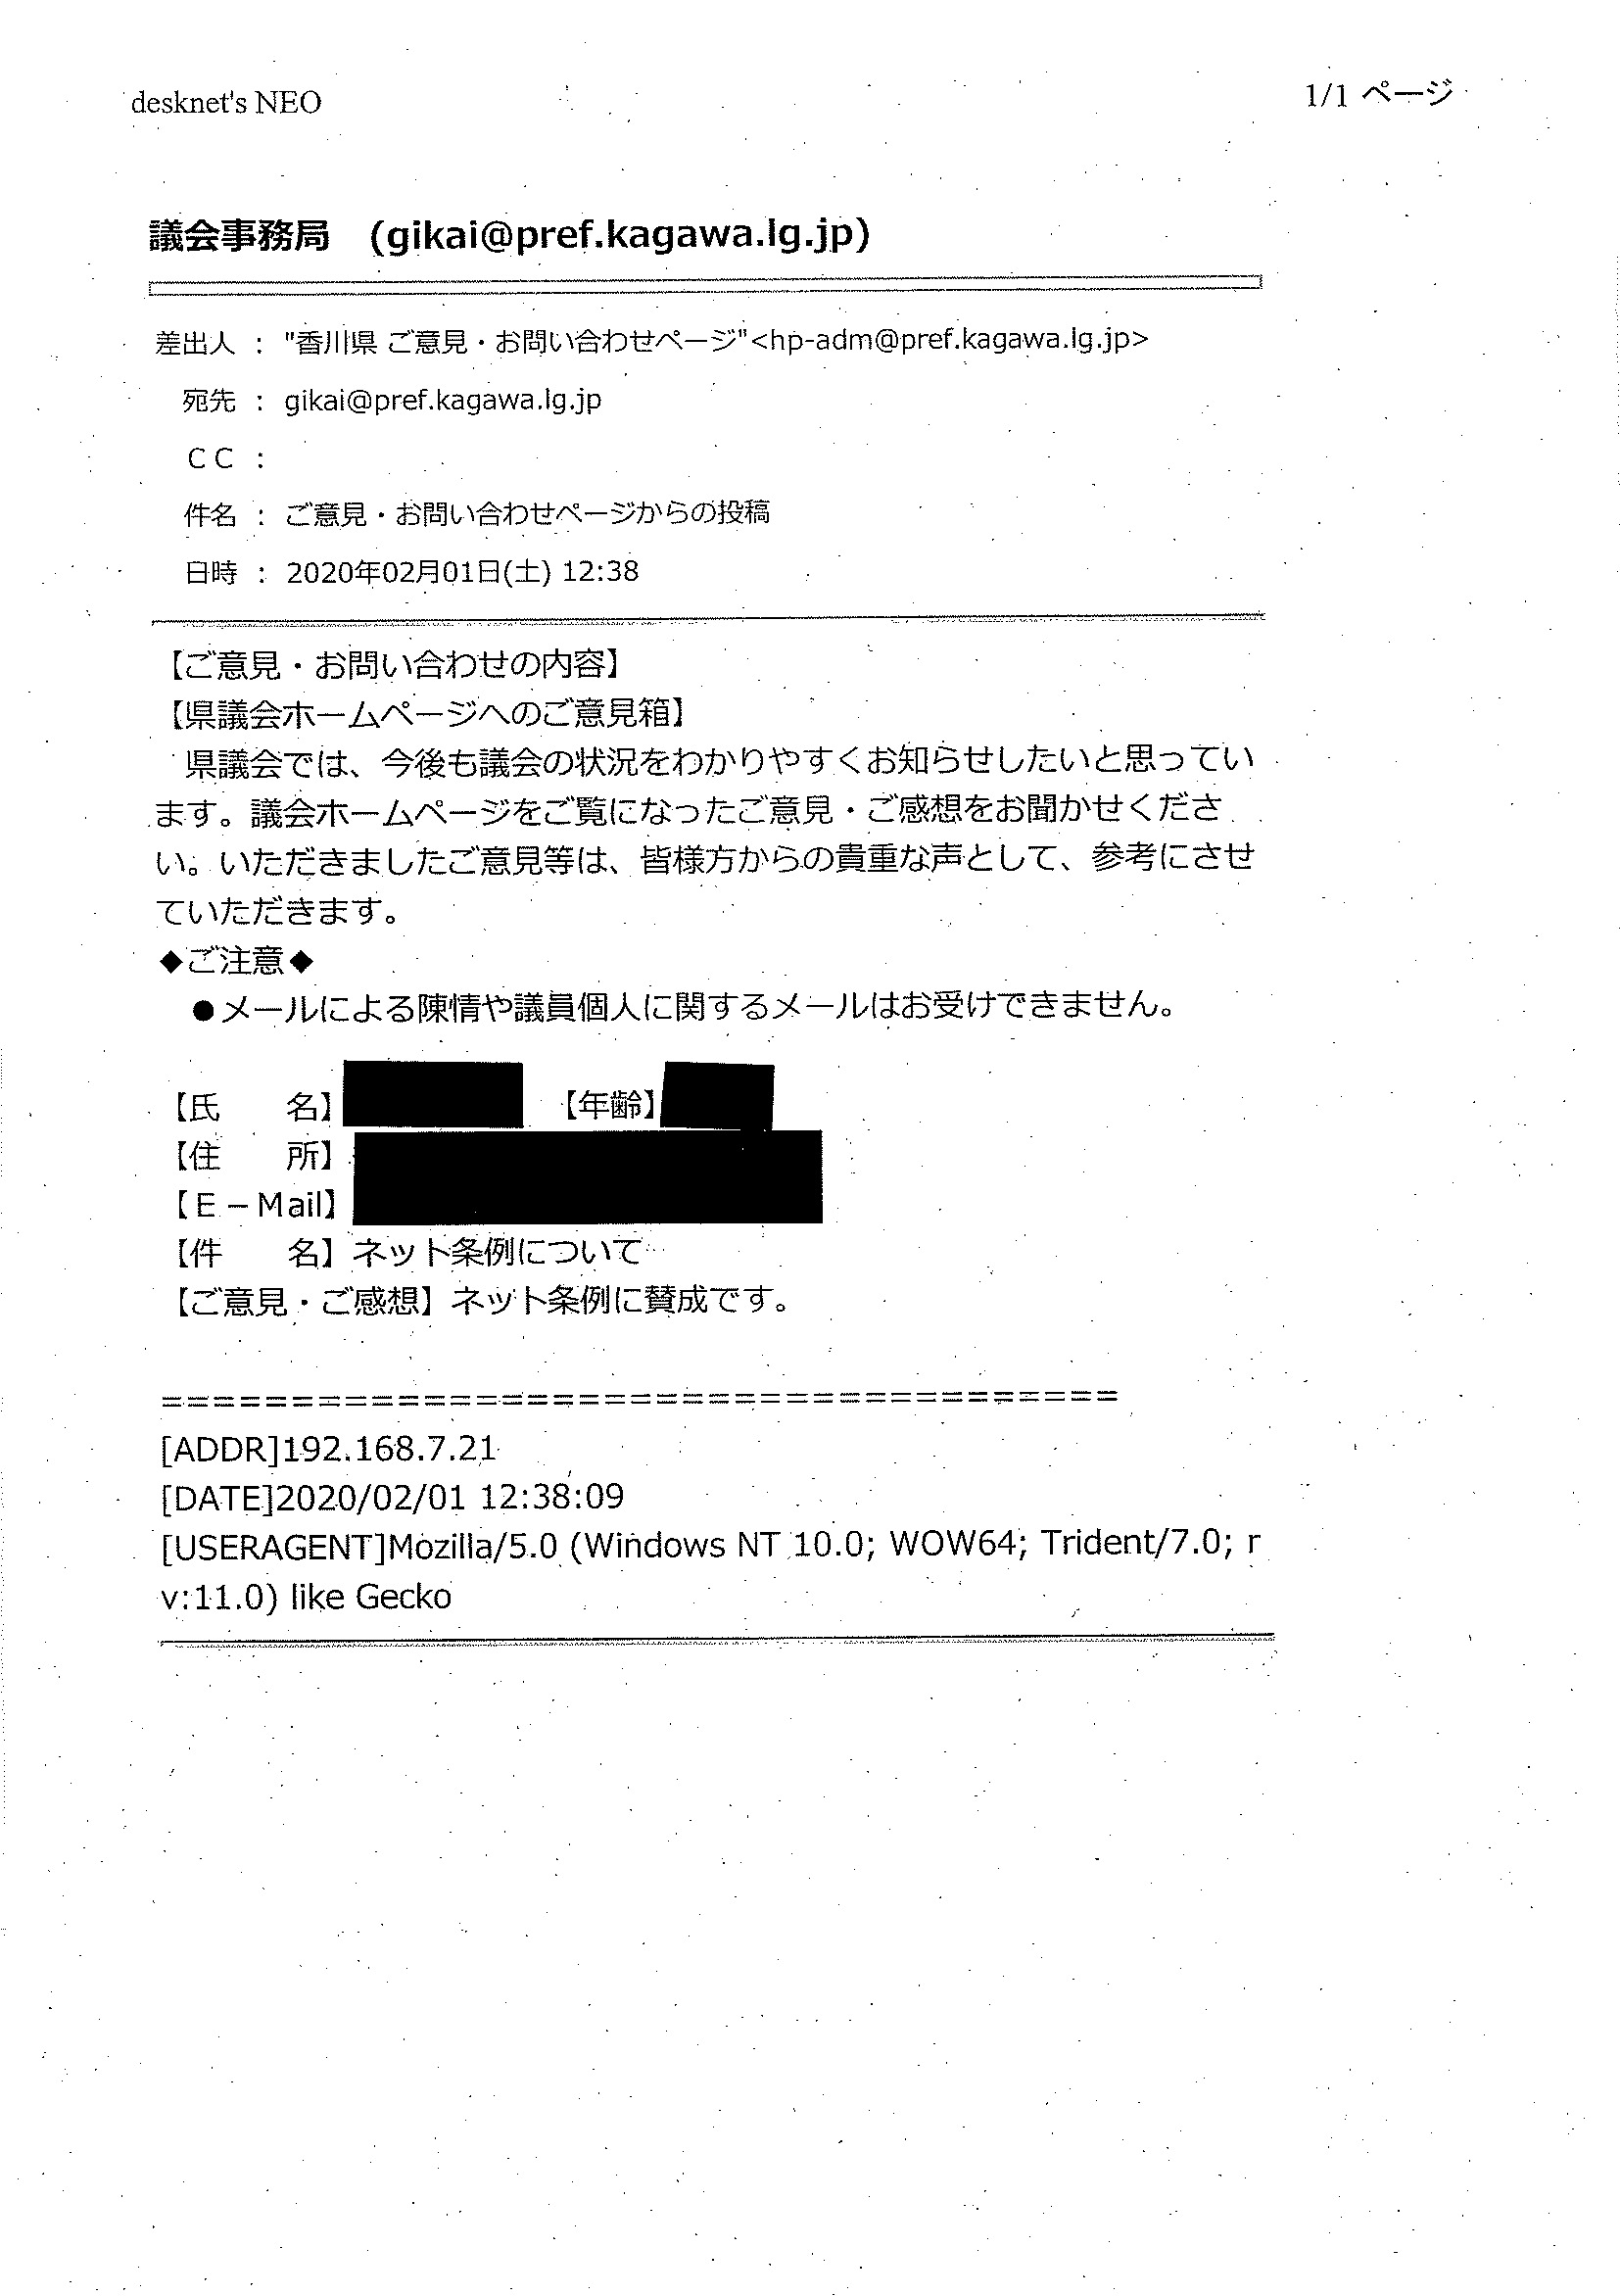 desknet's NEO
1/1 ページ
議会事務局 (gikai@pref.kagawa.lg.jp)
差出人 : "香川県 ご意見・お問い合わせページ"<hp-adm@pref.kagawa.lg.jp>
宛先 : gikai@pref.kagawa.lg.jp
ＣＣ :
件名 : ご意見・お問い合わせページからの投稿
日時 : 2020年02月01日(土) 12:38
【ご意見・お問い合わせの内容】
【県議会ホームページへのご意見箱】
県議会では、今後も議会の状況をわかりやすくお知らせしたいと思ってい
ます。議会ホームページをご覧になったご意見・ご感想をお聞かせくださ
い。いただきましたご意見等は、皆様方からの貴重な声として、参考にさせ
ていただきます。
◆ご注意◆
●メールによる陳情や議員個人に関するメールはお受けできません。
【氏　　名】 【年齢】
【住　　所】
【Ｅ－Mail】
【件　　名】ネット条例について
【ご意見・ご感想】ネット条例に賛成です。
=====================================
[ADDR]192.168.7.21
[DATE]2020/02/01 12:38:09
[USERAGENT]Mozilla/5.0 (Windows NT 10.0; WOW64; Trident/7.0; r
v:11.0) like Gecko